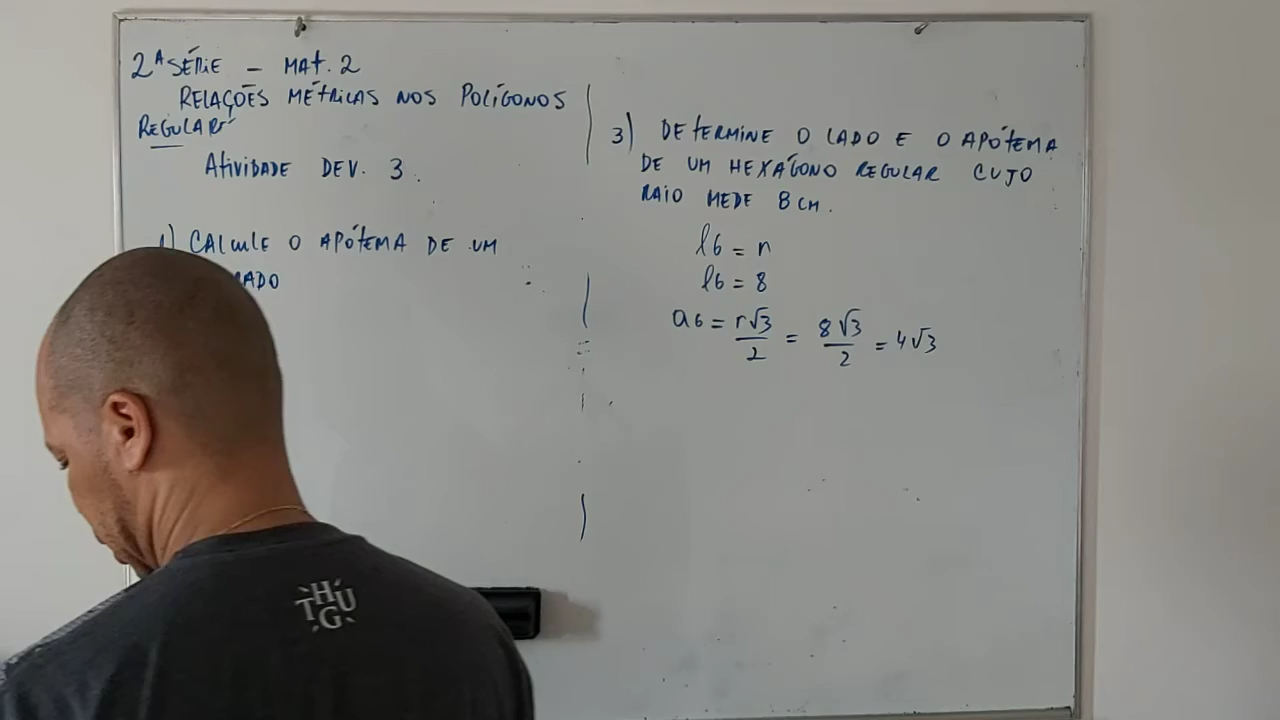 2ª SÉRIE – MAT. 2
RELAÇÕES MÉTRICAS NOS POLÍGONOS
REGULARES
ATIVIDADE DEV. 3.
1) CALCULE O APÓTEMA DE UM
3) DETERMINE O LADO E O APÓTEMA
DE UM HEXÁGONO REGULAR CUJO
RAIO MEDE 8 CM.
l6 = r
l6 = 8
a6 = r√3/2 = 8√3/2 = 4√3
THUG